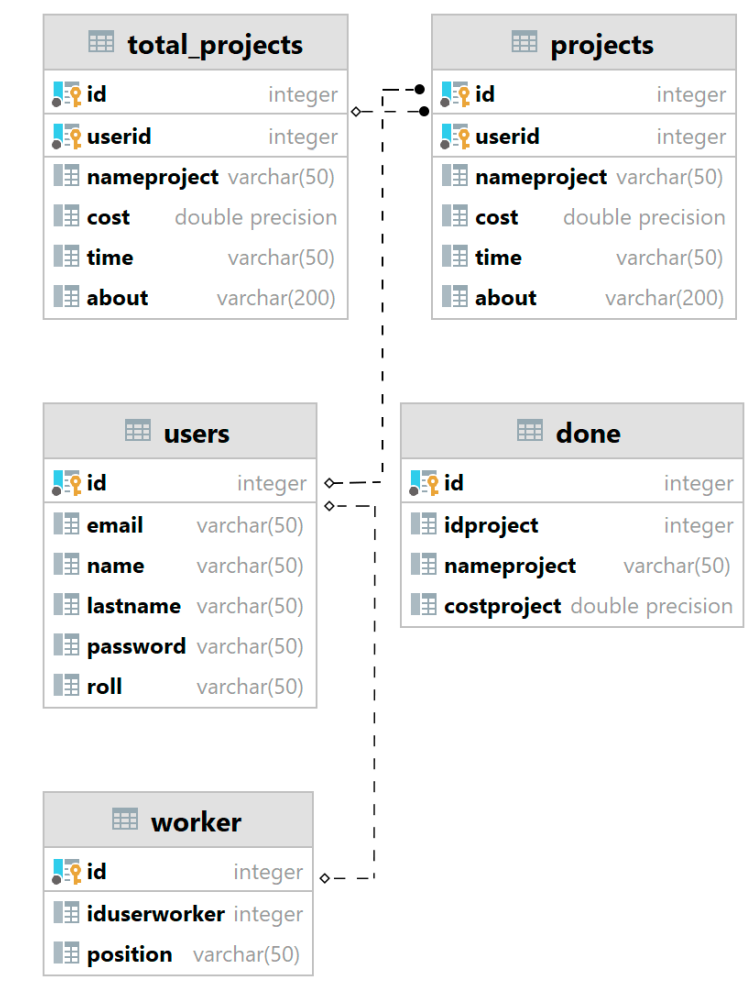 total_projects
id integer
userid integer
nameproject varchar(50)
cost double precision
time varchar(50)
about varchar(200)
projects
id integer
userid integer
nameproject varchar(50)
cost double precision
time varchar(50)
about varchar(200)
users
id integer
email varchar(50)
name varchar(50)
lastname varchar(50)
password varchar(50)
roll varchar(50)
done
id integer
idproject integer
nameproject varchar(50)
costproject double precision
worker
id integer
iduserworker integer
position varchar(50)